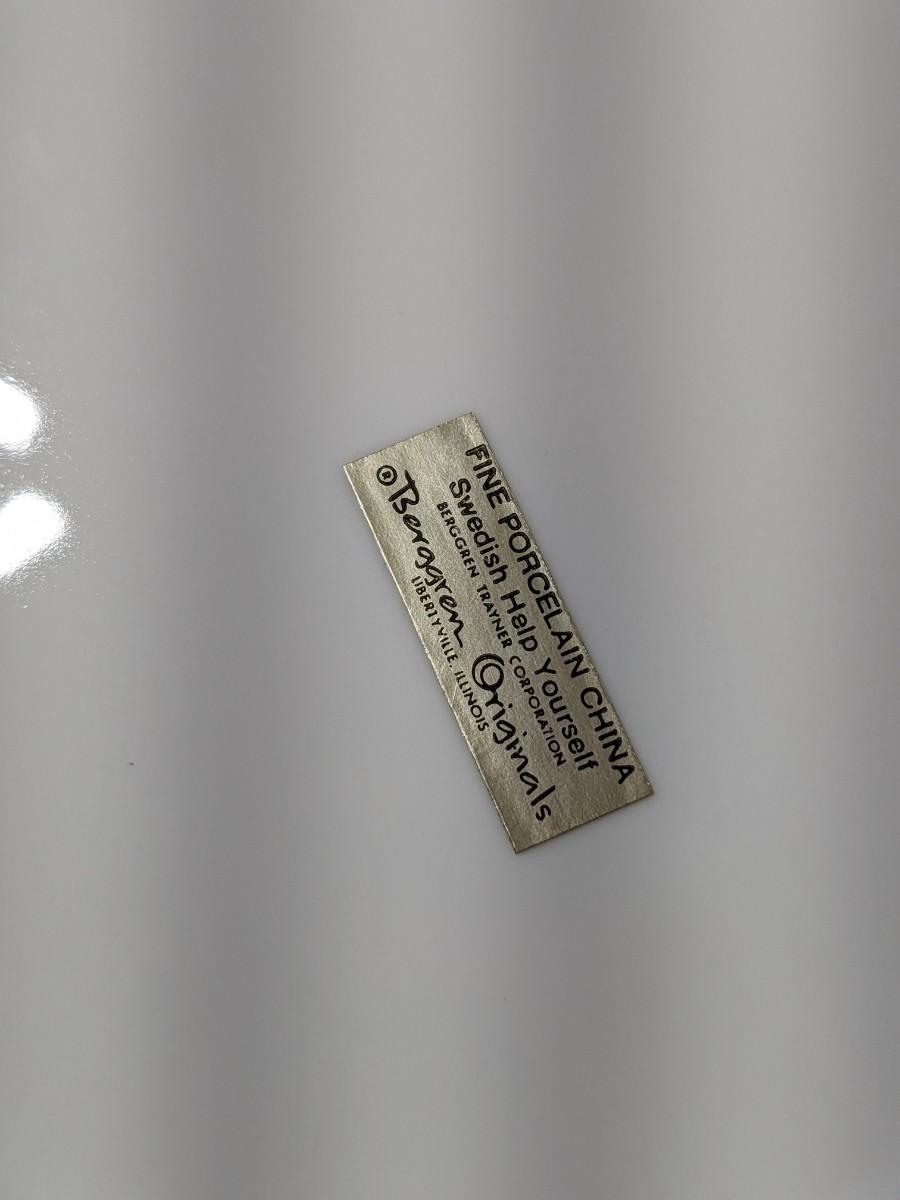 FINE PORCELAIN CHINA
Swedish Help Yourself
BERGGREN TRAYNER CORPORATION
® Berggren Originals
LIBERTYVILLE, ILLINOIS